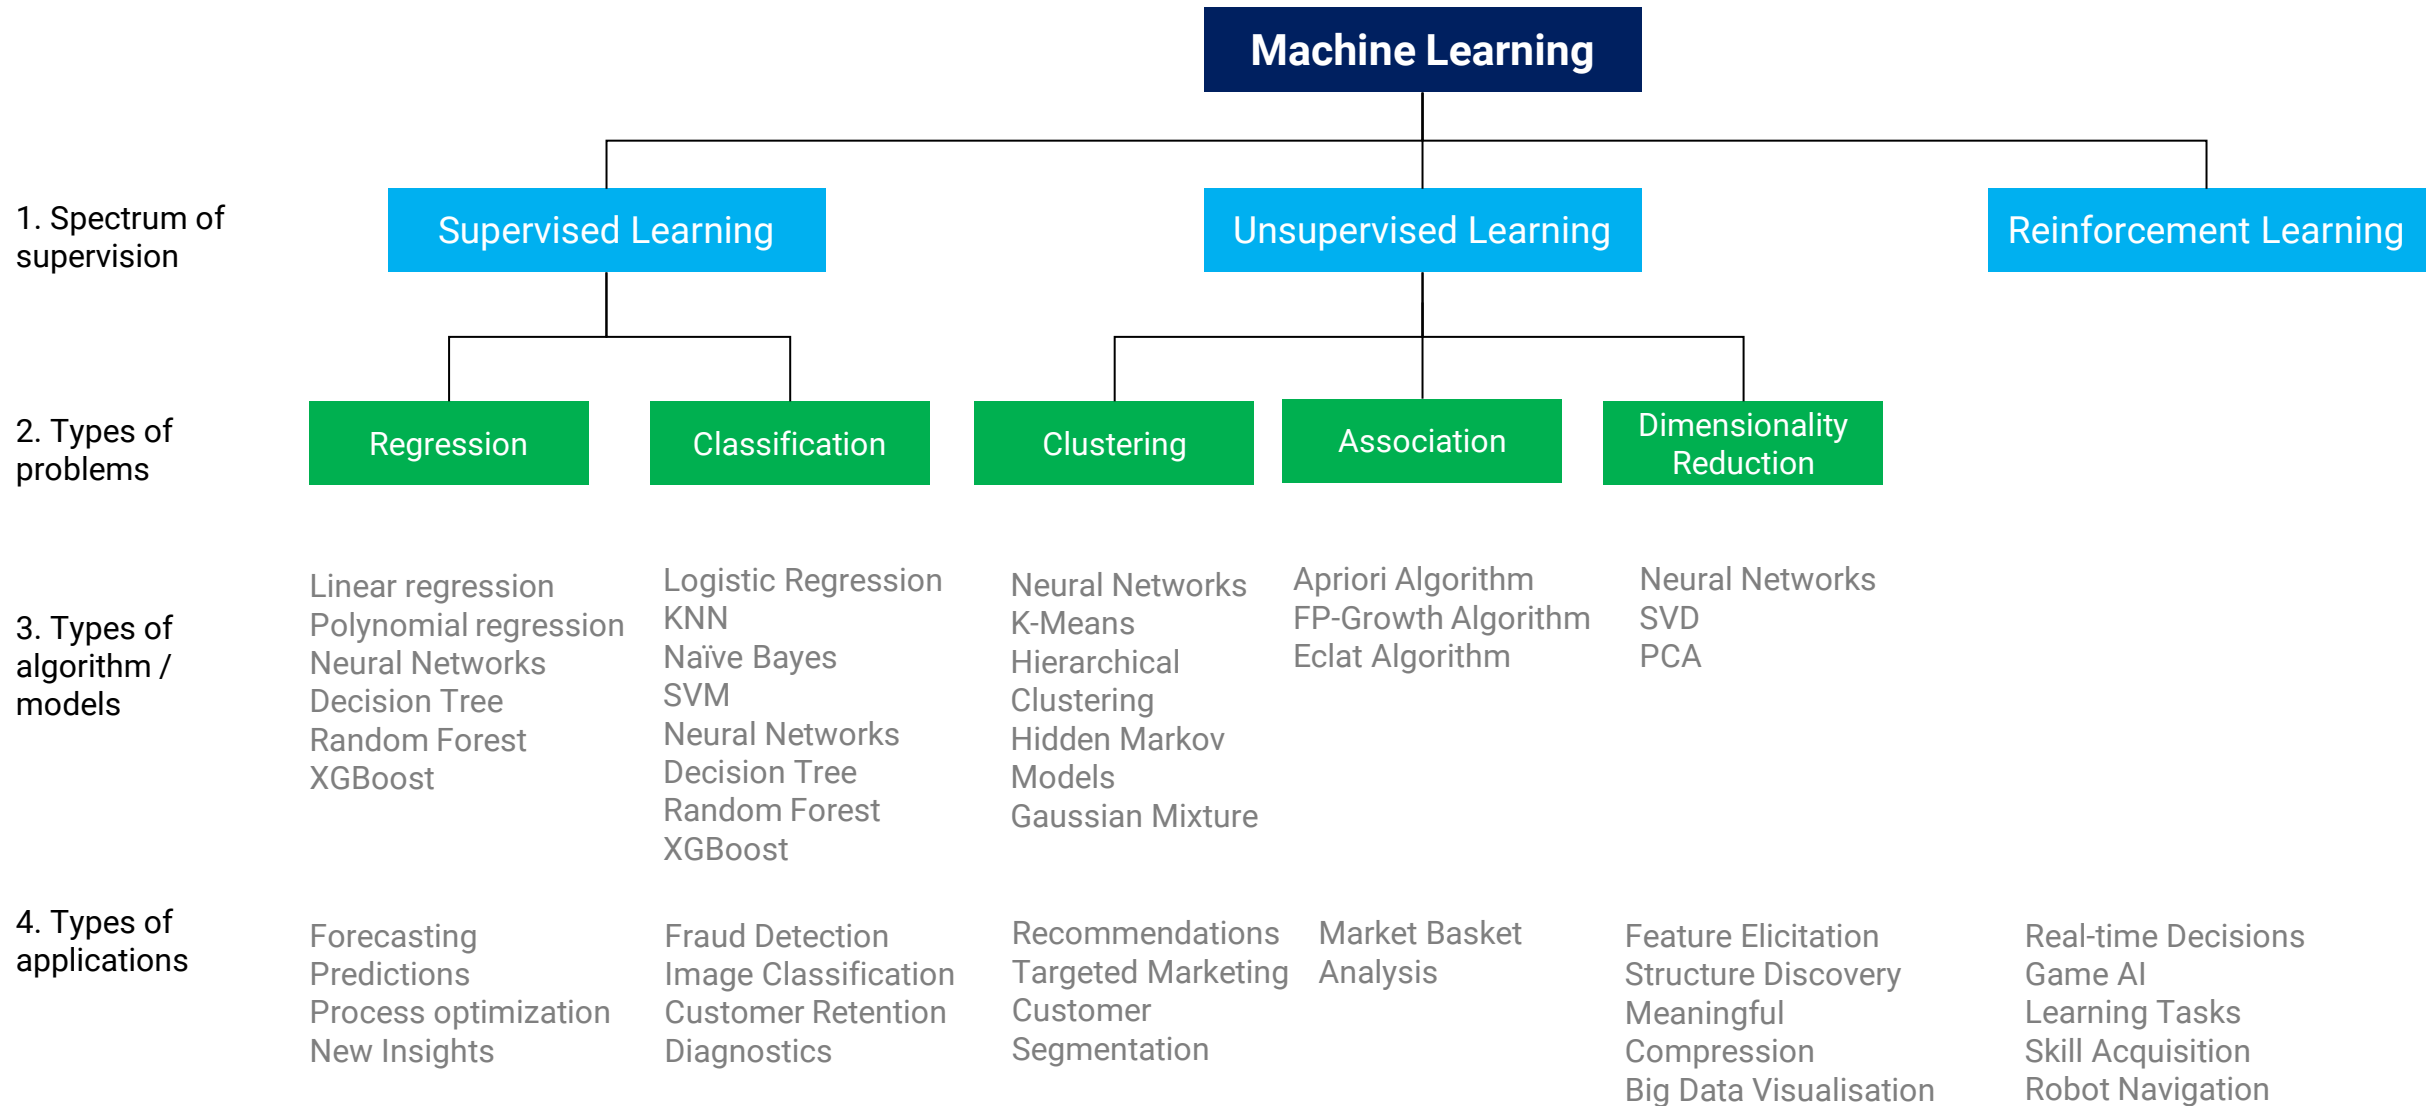 Machine Learning
1. Spectrum of
supervision
Supervised Learning
Unsupervised Learning
Reinforcement Learning
2. Types of
problems
Regression
Classification
Clustering
Association
Dimensionality
Reduction
3. Types of
algorithm /
models
Linear regression
Polynomial regression
Neural Networks
Decision Tree
Random Forest
XGBoost
Logistic Regression
KNN
Naïve Bayes
SVM
Neural Networks
Decision Tree
Random Forest
XGBoost
Neural Networks
K-Means
Hierarchical
Clustering
Hidden Markov
Models
Gaussian Mixture
Apriori Algorithm
FP-Growth Algorithm
Eclat Algorithm
Neural Networks
SVD
PCA
4. Types of
applications
Forecasting
Predictions
Process optimization
New Insights
Fraud Detection
Image Classification
Customer Retention
Diagnostics
Recommendations
Targeted Marketing
Customer
Segmentation
Market Basket
Analysis
Feature Elicitation
Structure Discovery
Meaningful
Compression
Big Data Visualisation
Real-time Decisions
Game AI
Learning Tasks
Skill Acquisition
Robot Navigation